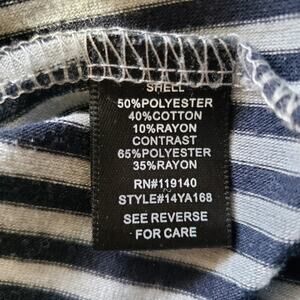 SHELL
50%POLYESTER
40%COTTON
10%RAYON
CONTRAST
65%POLYESTER
35%RAYON
RN#119140
STYLE#14YA168
SEE REVERSE
FOR CARE